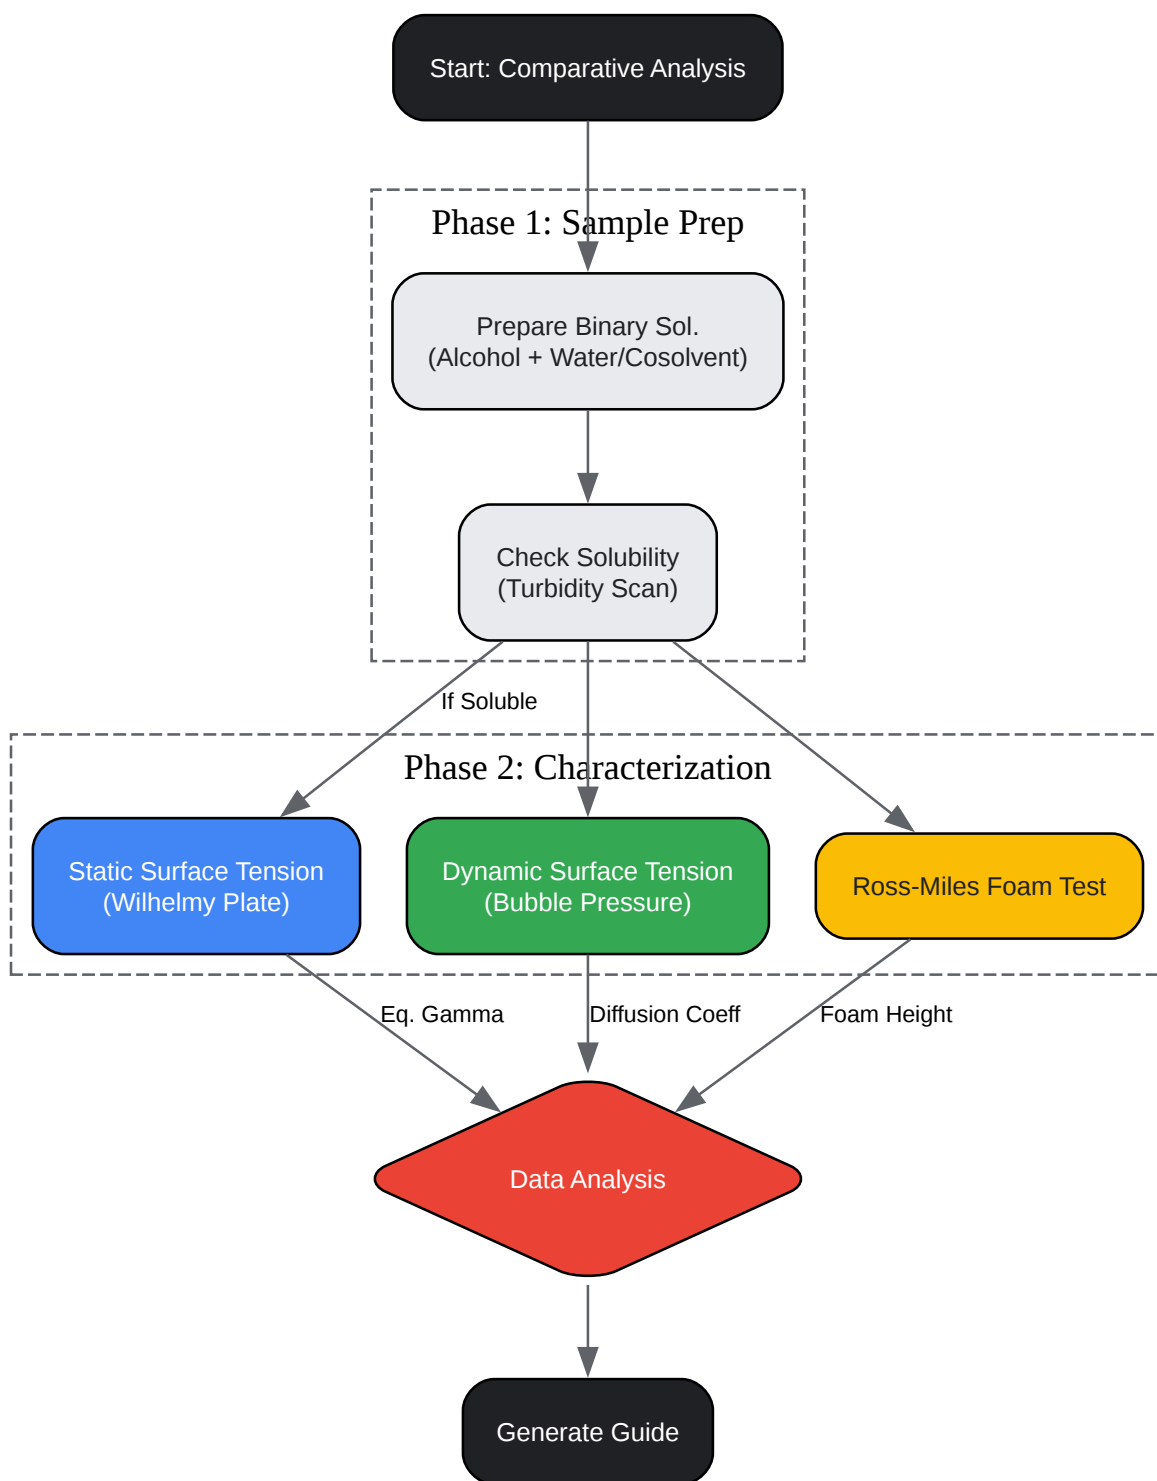 Start: Comparative Analysis
Phase 1: Sample Prep
Prepare Binary Sol.
(Alcohol + Water/Cosolvent)
Check Solubility
(Turbidity Scan)
If Soluble
Phase 2: Characterization
Static Surface Tension
(Wilhelmy Plate)
Dynamic Surface Tension
(Bubble Pressure)
Ross-Miles Foam Test
Eq. Gamma
Diffusion Coeff
Foam Height
Data Analysis
Generate Guide